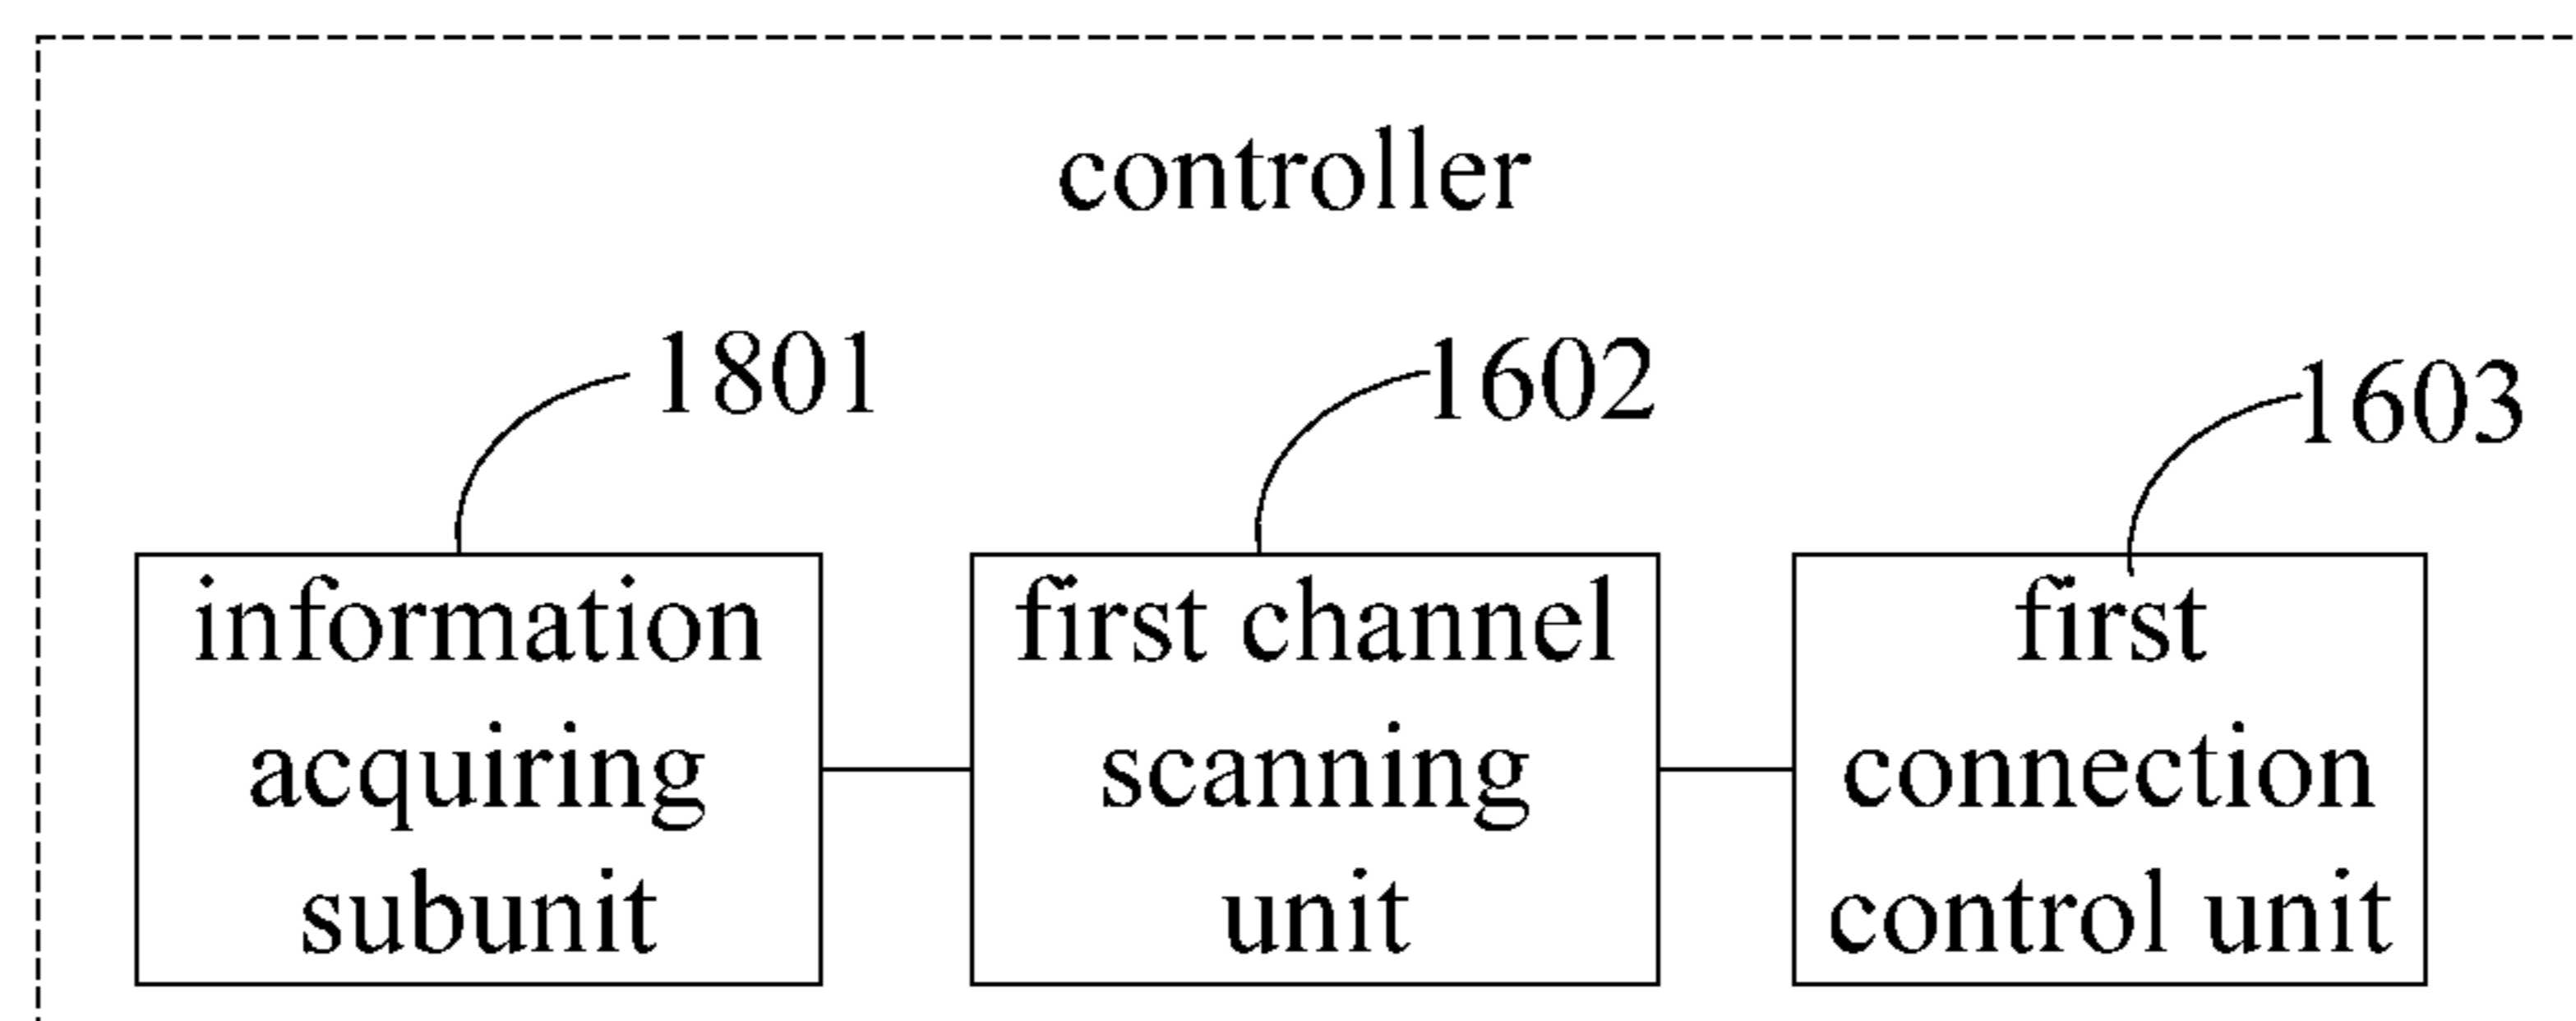 controller
1801
1602
1603
information
acquiring
subunit
first channel
scanning
unit
first
connection
control unit